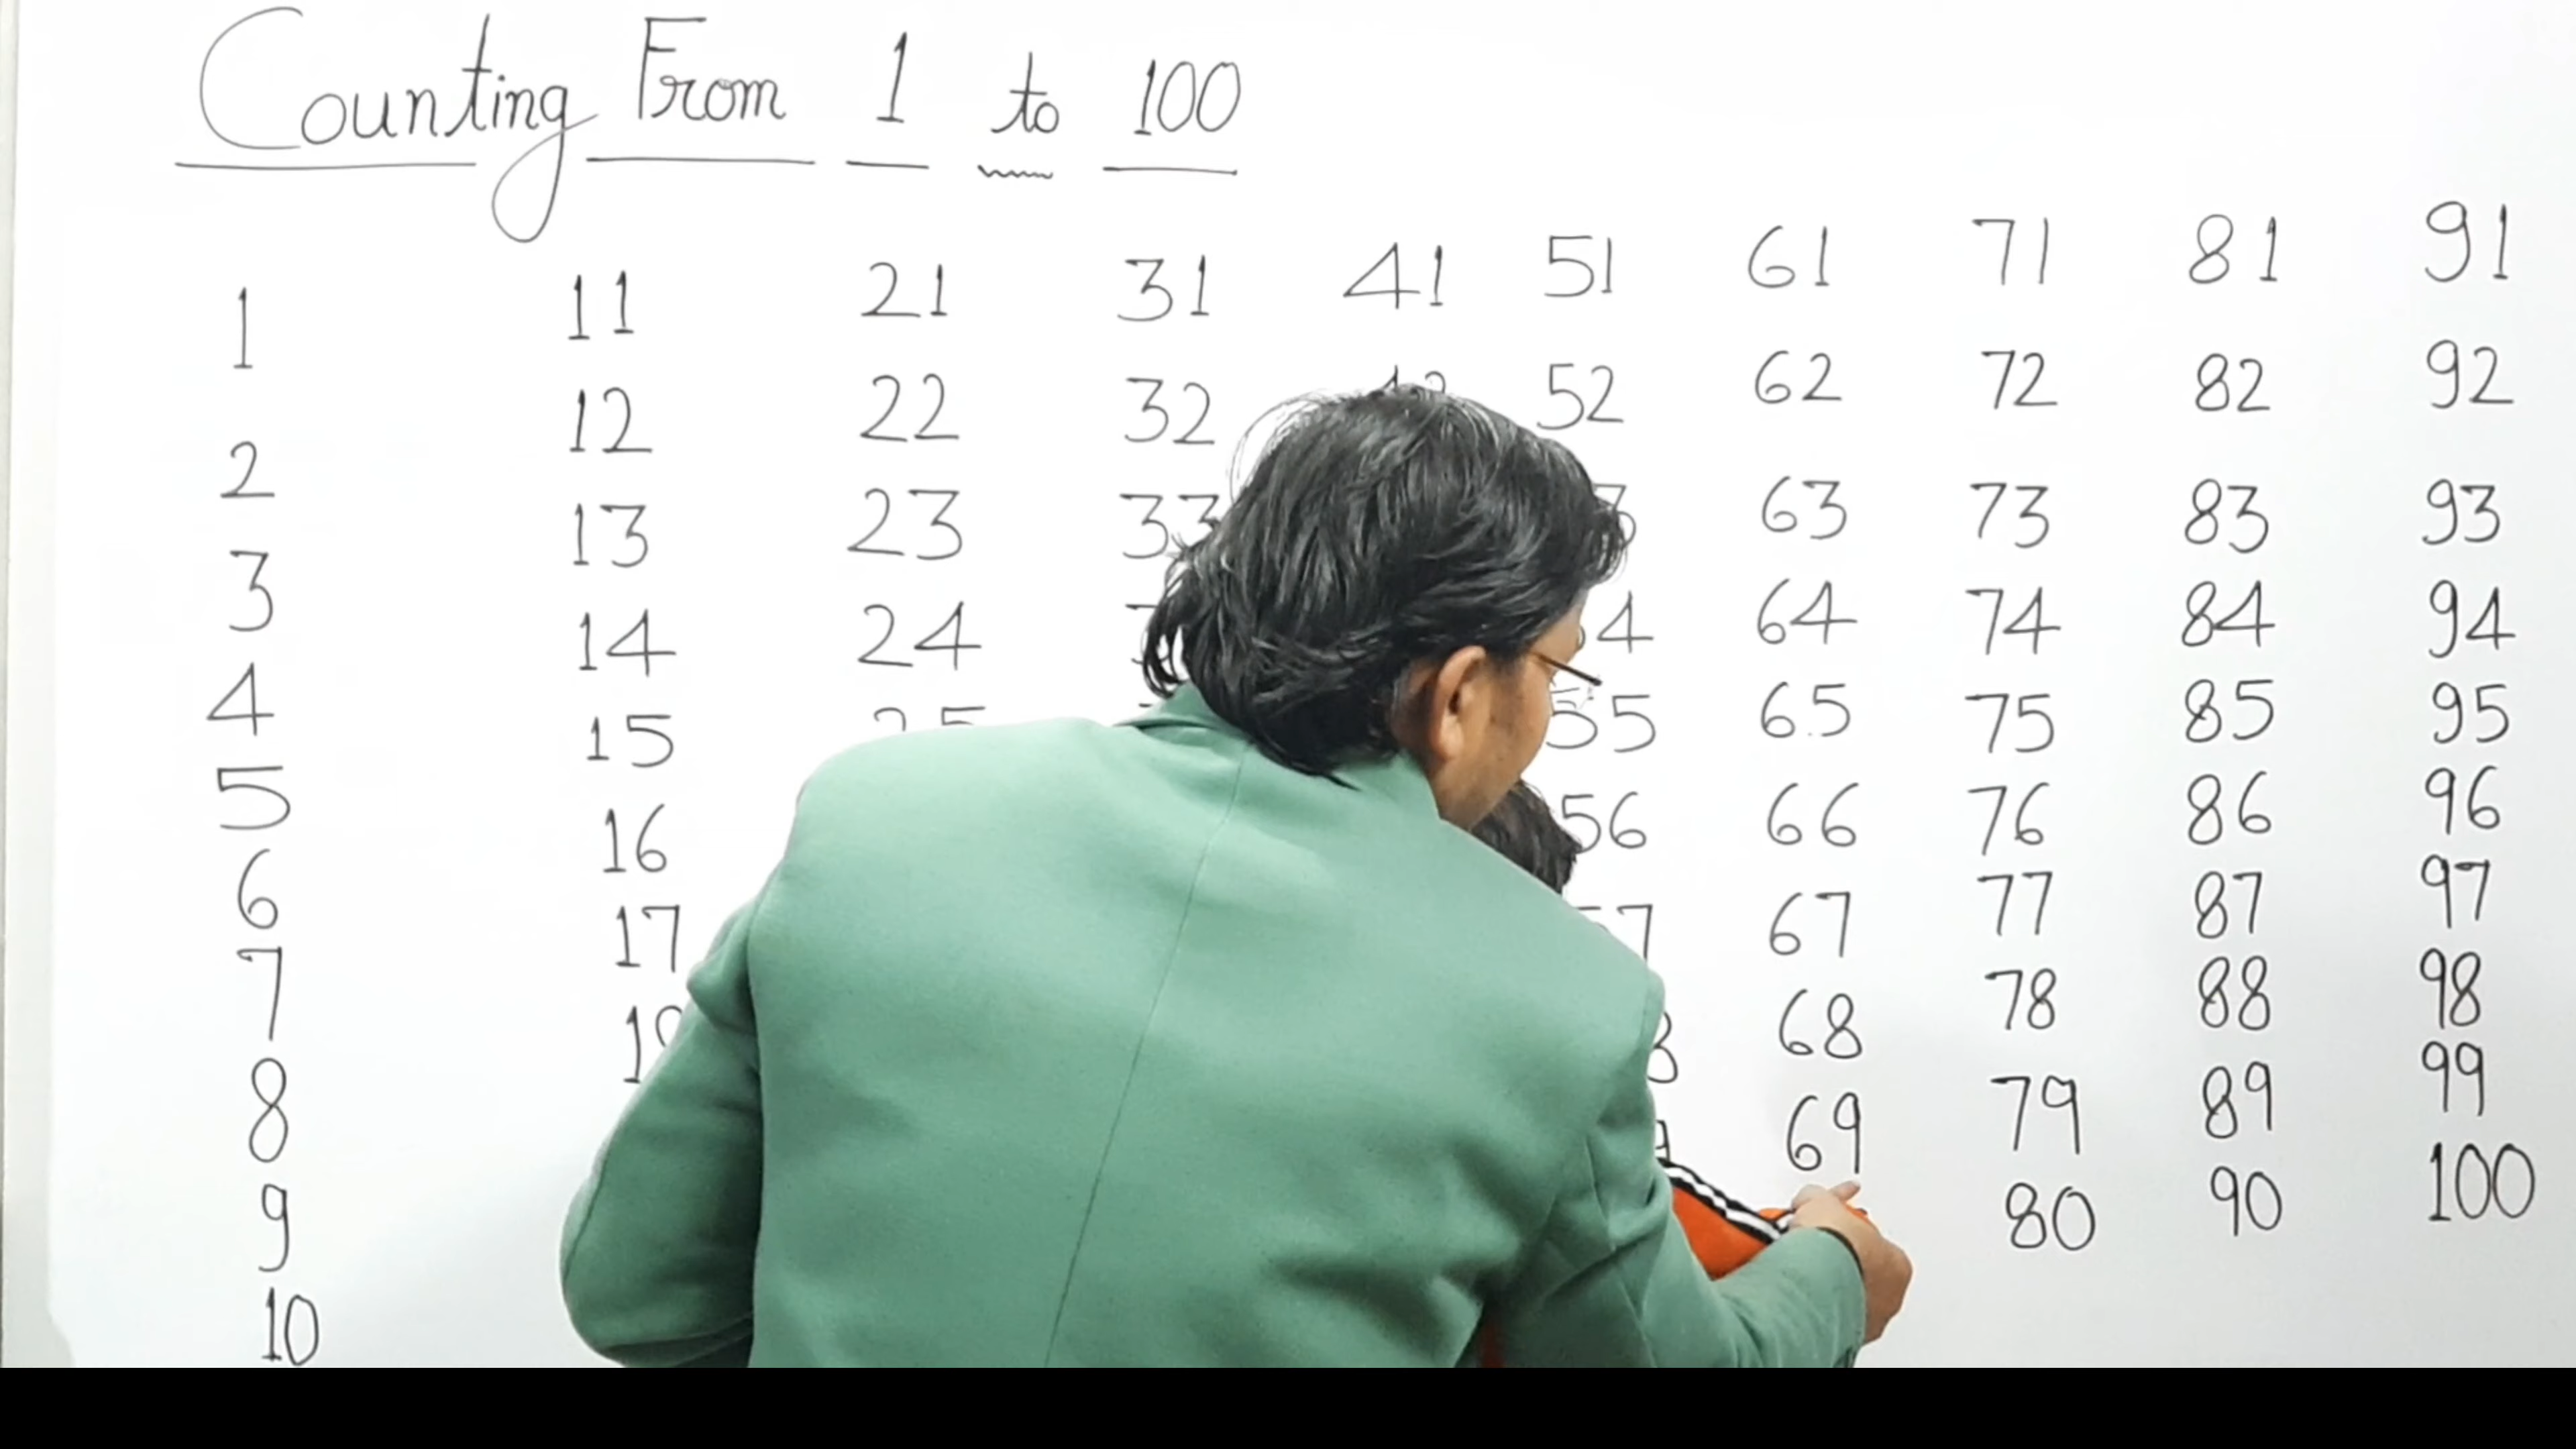 Counting From 1 to 100
1 11 21 31 41 51 61 71 81 91
2 12 22 32 52 62 72 82 92
3 13 23 33 63 73 83 93
4 14 24 64 74 84 94
5 15 55 65 75 85 95
6 16 56 66 76 86 96
7 17 67 77 87 97
8 68 78 88 98
9 69 79 89 99
10 80 90 100